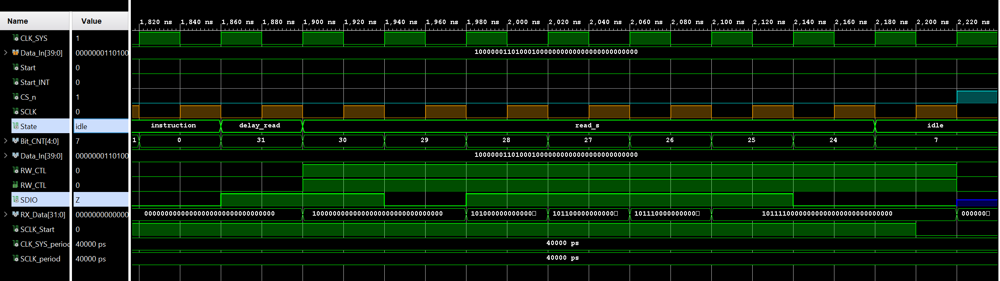 Name Value 1,820 ns 1,840 ns 1,860 ns 1,880 ns 1,900 ns 1,920 ns 1,940 ns 1,960 ns 1,980 ns 2,000 ns 2,020 ns 2,040 ns 2,060 ns 2,080 ns 2,100 ns 2,120 ns 2,140 ns 2,160 ns 2,180 ns 2,200 ns 2,220 ns
CLK_SYS 1
Data_In[39:0] 0000000110100 1000000110100010000000000000000000000000
Start 0
Start_INT 0
CS_n 1
SCLK 0
State idle instruction delay_read read_s idle
Bit_CNT[4:0] 7 1 0 31 30 29 28 27 26 25 24 7
Data_In[39:0] 0000000110100 1000000110100010000000000000000000000000
RW_CTL 0
RW_CTL 0
SDIO Z
RX_Data[31:0] 0000000000000 00000000000000000000000000000000 10000000000000000000000000000000 101000000000000□ 101100000000000□ 101110000000000□ 10111100000000000000000000000000 000000□
SCLK_Start 0
CLK_SYS_period 40000 ps 40000 ps
SCLK_period 40000 ps 40000 ps